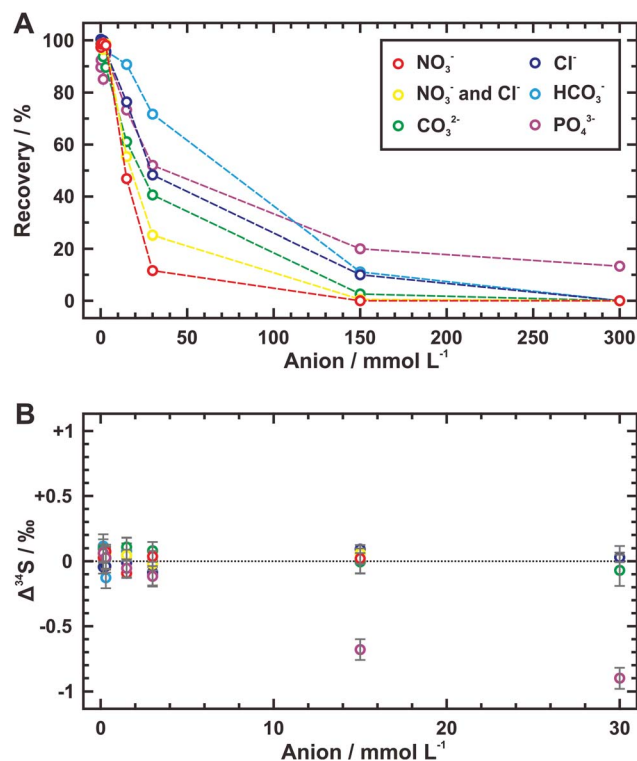 A
100
80
60
40
20
0
Recovery / %
NO₃⁻
NO₃⁻ and Cl⁻
CO₃²⁻
Cl⁻
HCO₃⁻
PO₄³⁻
0 50 100 150 200 250 300
Anion / mmol L⁻¹
B
+1
+0.5
0
-0.5
-1
Δ³⁴S / ‰
0 10 20 30
Anion / mmol L⁻¹